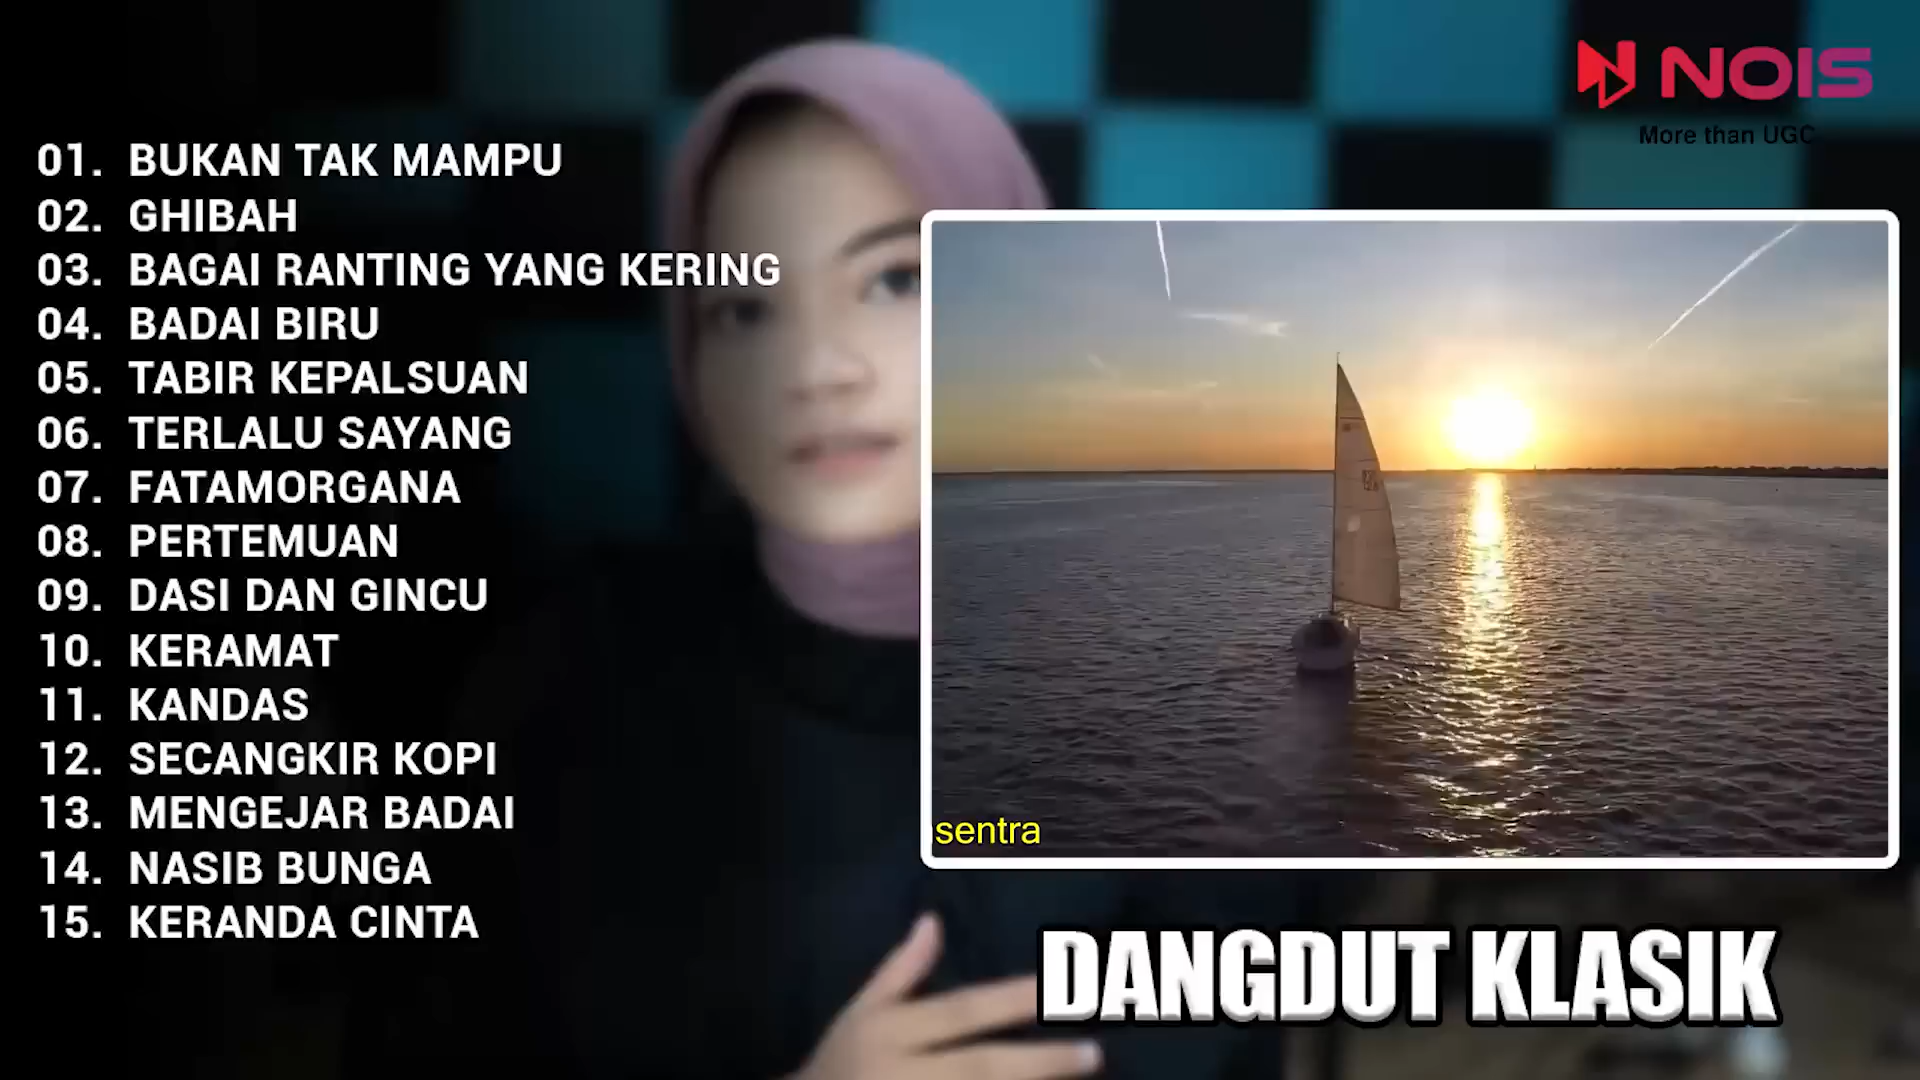 NOIS
More than UGC
01. BUKAN TAK MAMPU
02. GHIBAH
03. BAGAI RANTING YANG KERING
04. BADAI BIRU
05. TABIR KEPALSUAN
06. TERLALU SAYANG
07. FATAMORGANA
08. PERTEMUAN
09. DASI DAN GINCU
10. KERAMAT
11. KANDAS
12. SECANGKIR KOPI
13. MENGEJAR BADAI
14. NASIB BUNGA
15. KERANDA CINTA
sentra
DANGDUT KLASIK